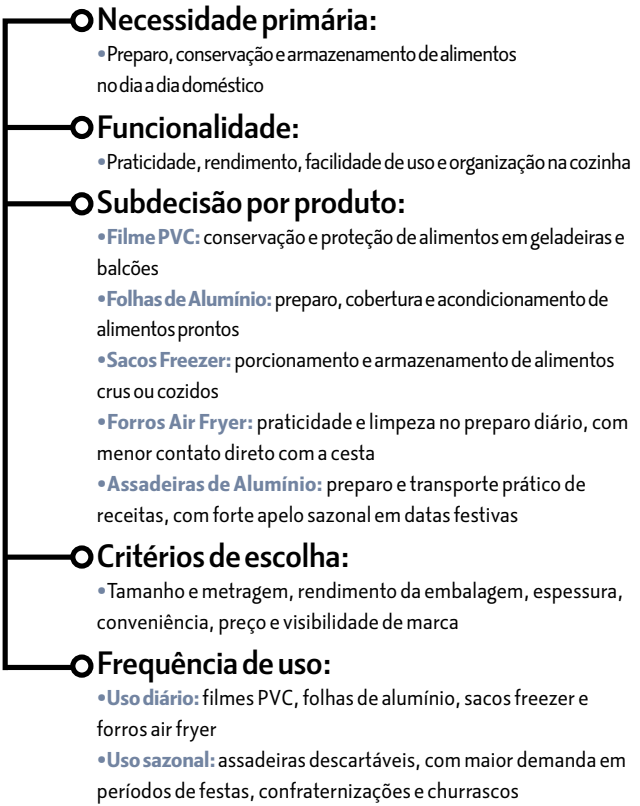 Necessidade primária:
•Preparo, conservação e armazenamento de alimentos
no dia a dia doméstico
Funcionalidade:
•Praticidade, rendimento, facilidade de uso e organização na cozinha
Subdecisão por produto:
•Filme PVC: conservação e proteção de alimentos em geladeiras e
balcões
•Folhas de Alumínio: preparo, cobertura e acondicionamento de
alimentos prontos
•Sacos Freezer: porcionamento e armazenamento de alimentos
crus ou cozidos
•Forros Air Fryer: praticidade e limpeza no preparo diário, com
menor contato direto com a cesta
•Assadeiras de Alumínio: preparo e transporte prático de
receitas, com forte apelo sazonal em datas festivas
Critérios de escolha:
•Tamanho e metragem, rendimento da embalagem, espessura,
conveniência, preço e visibilidade de marca
Frequência de uso:
•Uso diário: filmes PVC, folhas de alumínio, sacos freezer e
forros air fryer
•Uso sazonal: assadeiras descartáveis, com maior demanda em
períodos de festas, confraternizações e churrascos